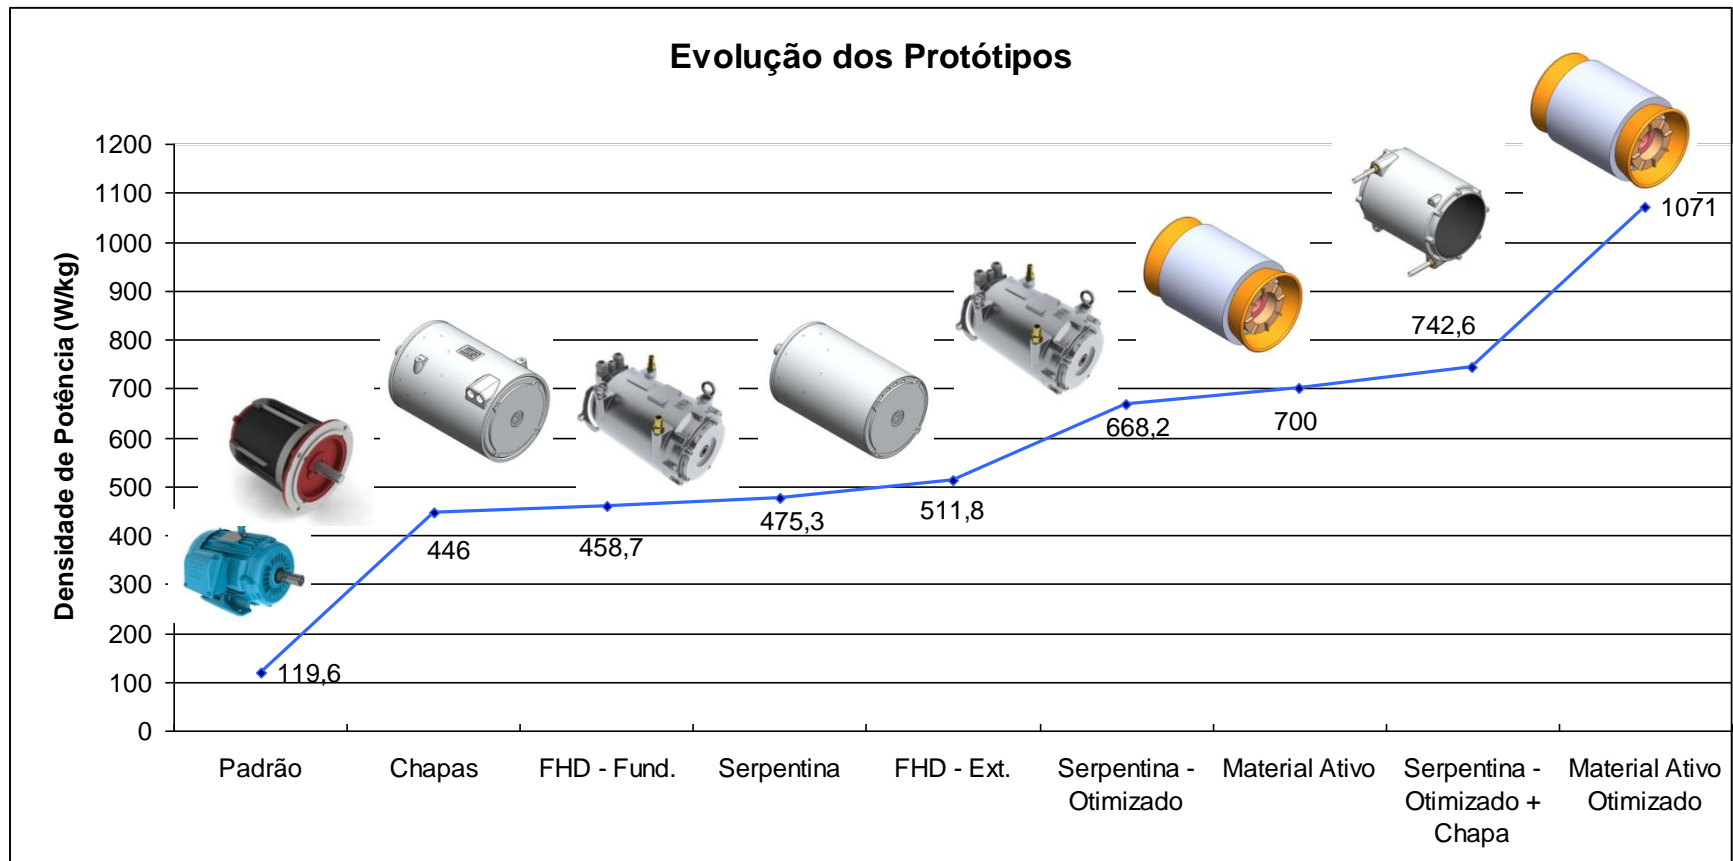 Evolução dos Protótipos
Densidade de Potência (W/kg)
1200
1100
1000
900
800
700
600
500
400
300
200
100
0
119,6
446
458,7
475,3
511,8
668,2
700
742,6
1071
Padrão
Chapas
FHD - Fund.
Serpentina
FHD - Ext.
Serpentina -
Otimizado
Material Ativo
Serpentina -
Otimizado +
Chapa
Material Ativo
Otimizado